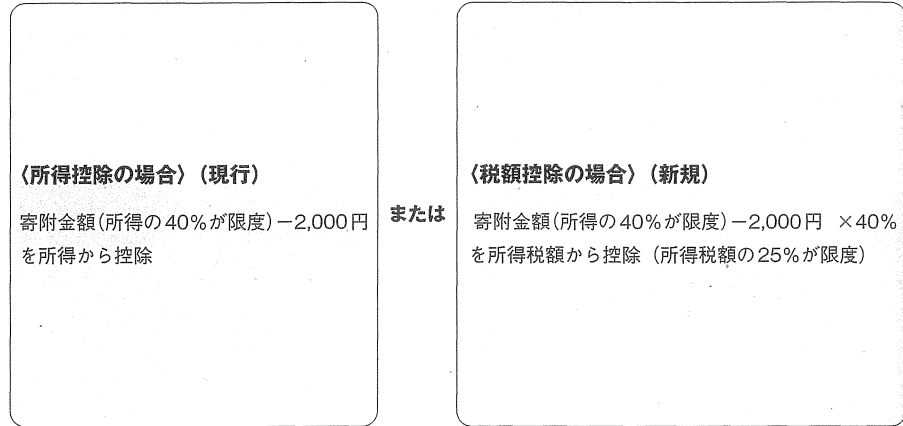 〈所得控除の場合〉（現行）
寄附金額（所得の40%が限度）－2,000円
を所得から控除
または
〈税額控除の場合〉（新規）
寄附金額（所得の40%が限度）－2,000円　×40%
を所得税額から控除（所得税額の25%が限度）